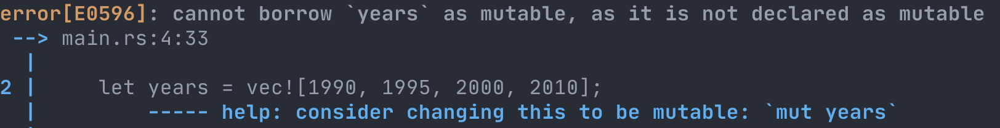 error[E0596]: cannot borrow `years` as mutable, as it is not declared as mutable
 --> main.rs:4:33
  |
2 |     let years = vec![1990, 1995, 2000, 2010];
  |         ----- help: consider changing this to be mutable: `mut years`